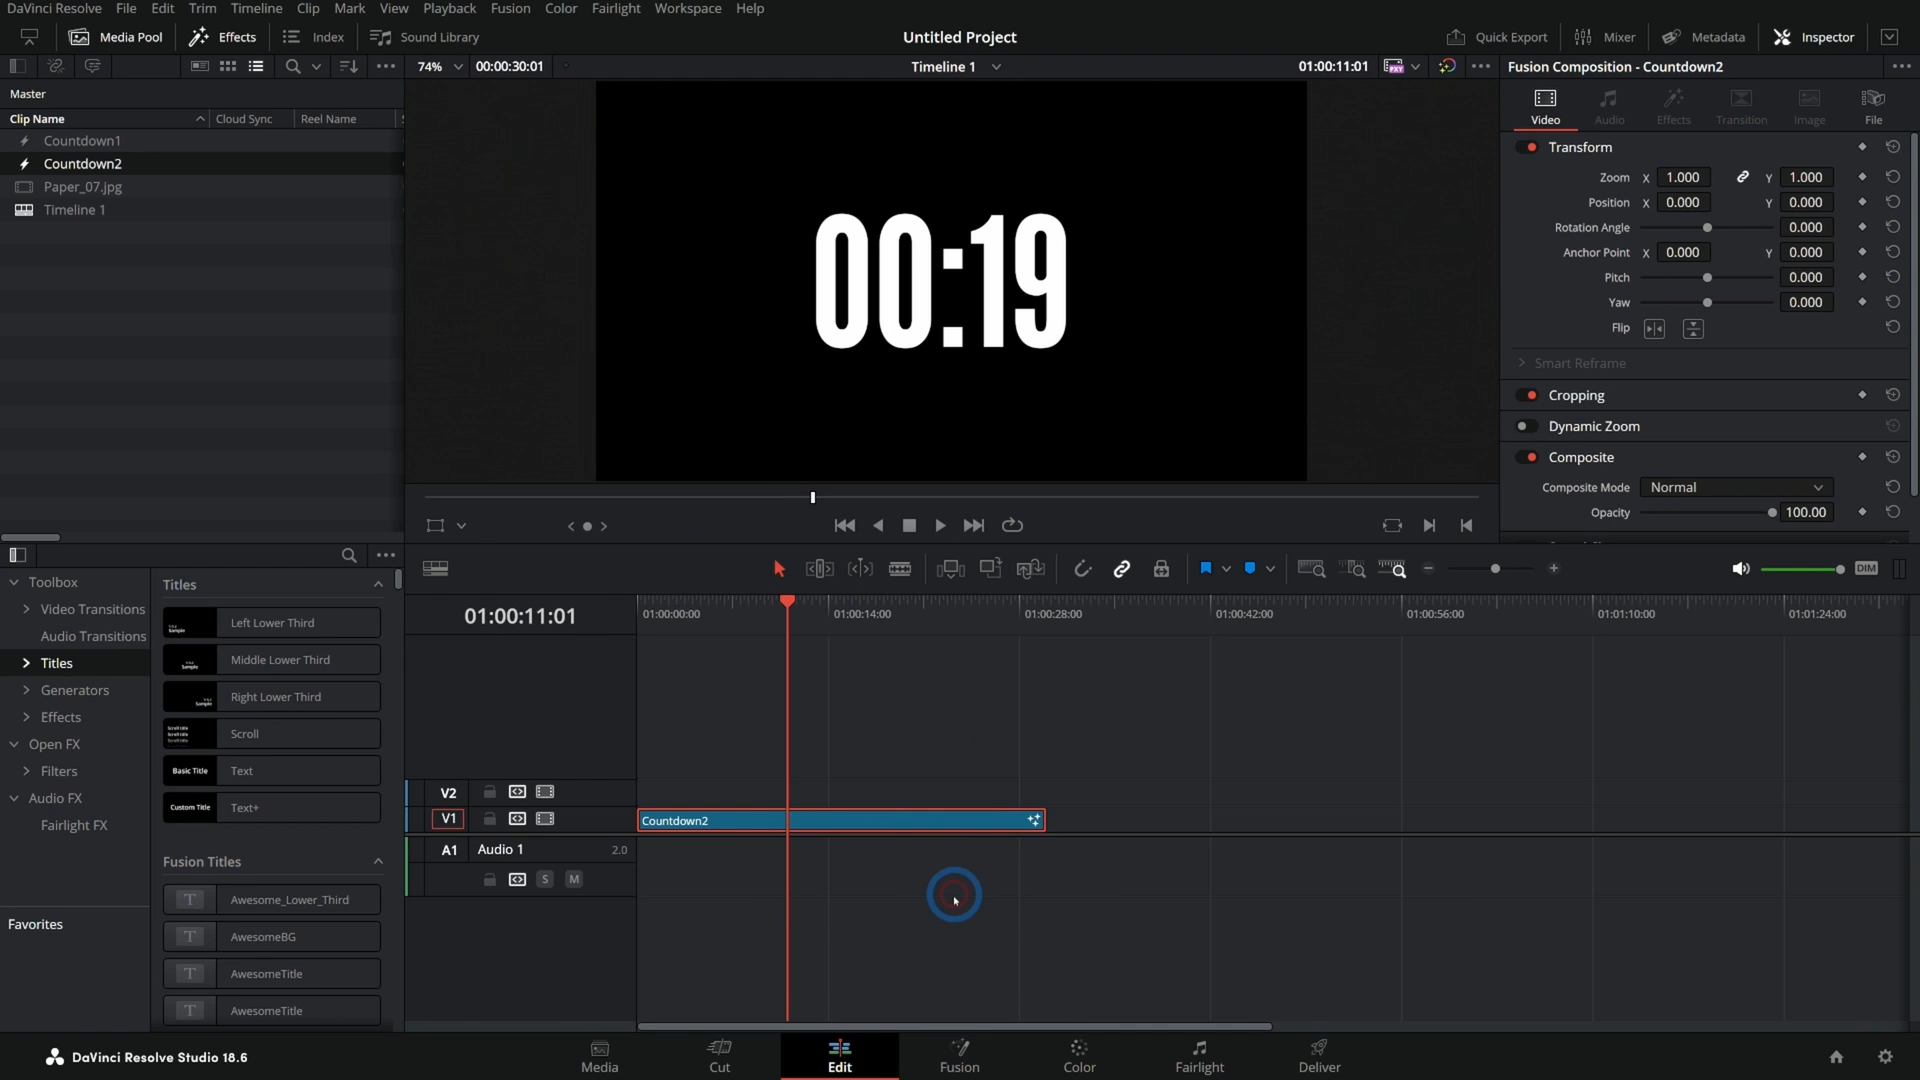 DaVinci Resolve File Edit Trim Timeline Clip Mark View Playback Fusion Color Fairlight Workspace Help
Media Pool Effects Index Sound Library Untitled Project Quick Export Mixer Metadata Inspector
74% 00:00:30:01 Timeline 1 01:00:11:01 Fusion Composition - Countdown2
Master
Clip Name Cloud Sync Reel Name
Countdown1
Countdown2
Paper_07.jpg
Timeline 1
00:19
Video Audio Effects Transition Image File
Transform
Zoom X 1.000 Y 1.000
Position X 0.000 Y 0.000
Rotation Angle 0.000
Anchor Point X 0.000 Y 0.000
Pitch 0.000
Yaw 0.000
Flip
Smart Reframe
Cropping
Dynamic Zoom
Composite
Composite Mode Normal
Opacity 100.00
Toolbox
Video Transitions
Audio Transitions
Titles
Generators
Effects
Open FX
Filters
Audio FX
Fairlight FX
Favorites
Titles
Left Lower Third
Middle Lower Third
Right Lower Third
Scroll
Basic Title Text
Custom Title Text+
Fusion Titles
T Awesome_Lower_Third
T AwesomeBG
T AwesomeTitle
T AwesomeTitle
DIM
01:00:11:01 01:00:00:00 01:00:14:00 01:00:28:00 01:00:42:00 01:00:56:00 01:01:10:00 01:01:24:00
V2
V1 Countdown2
A1 Audio 1 2.0
S M
DaVinci Resolve Studio 18.6 Media Cut Edit Fusion Color Fairlight Deliver